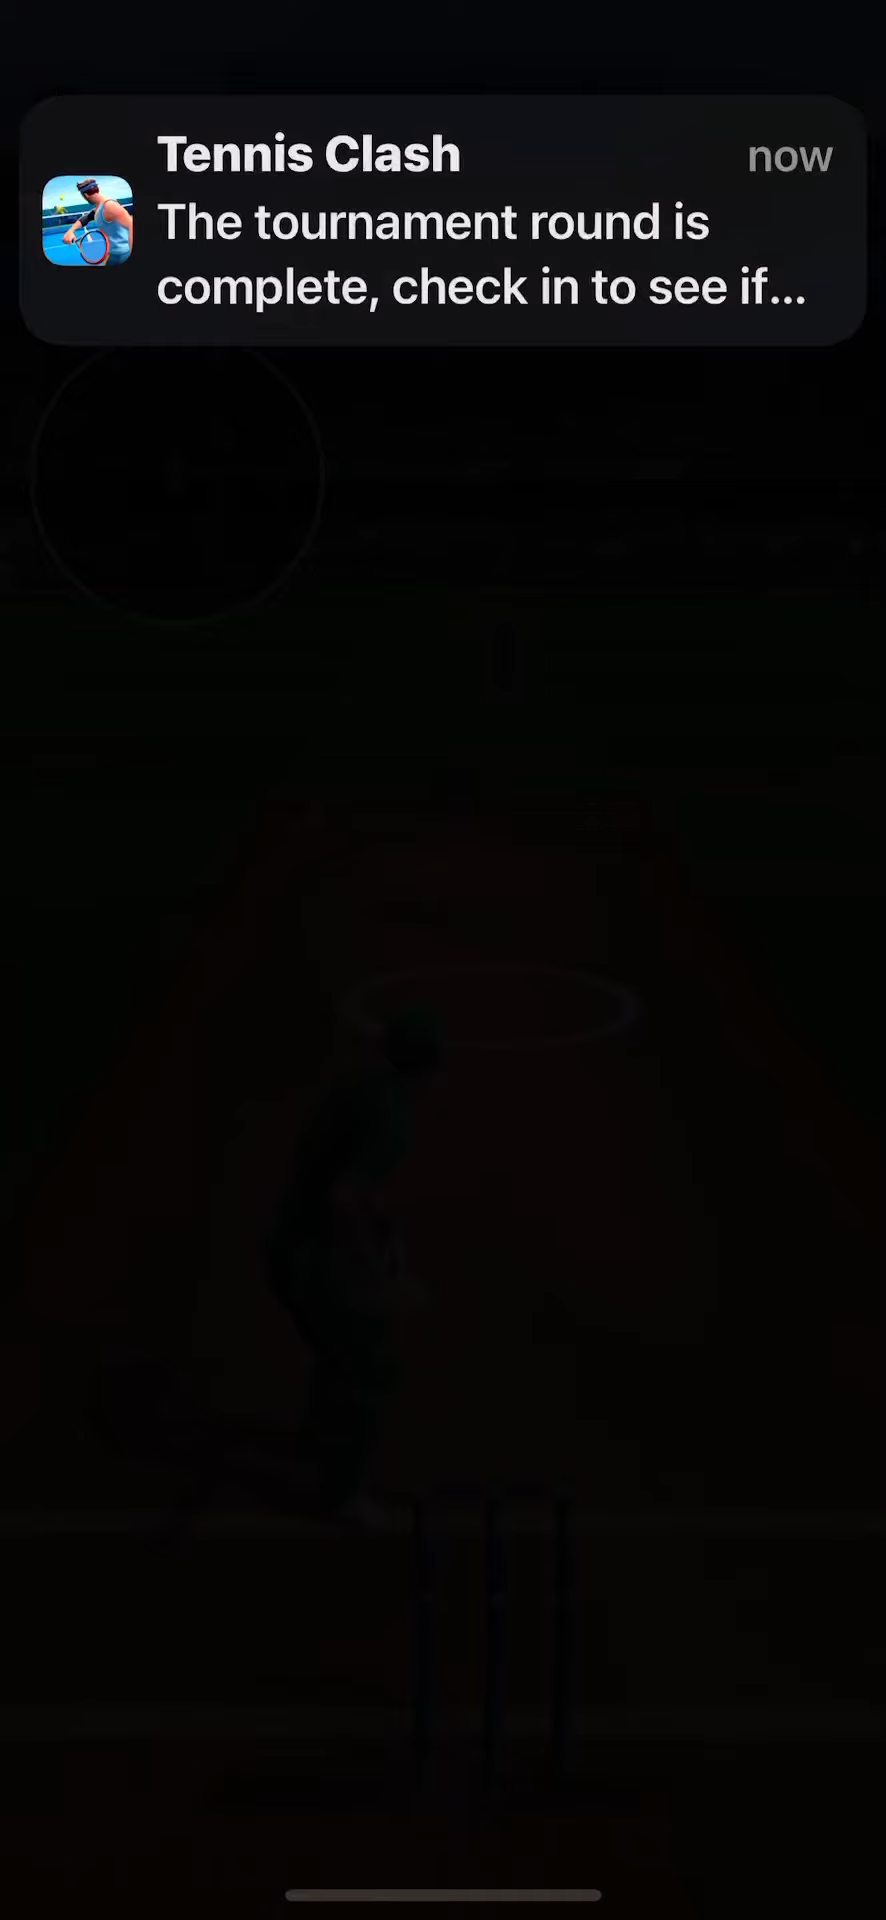 Tennis Clash
now
The tournament round is
complete, check in to see if...